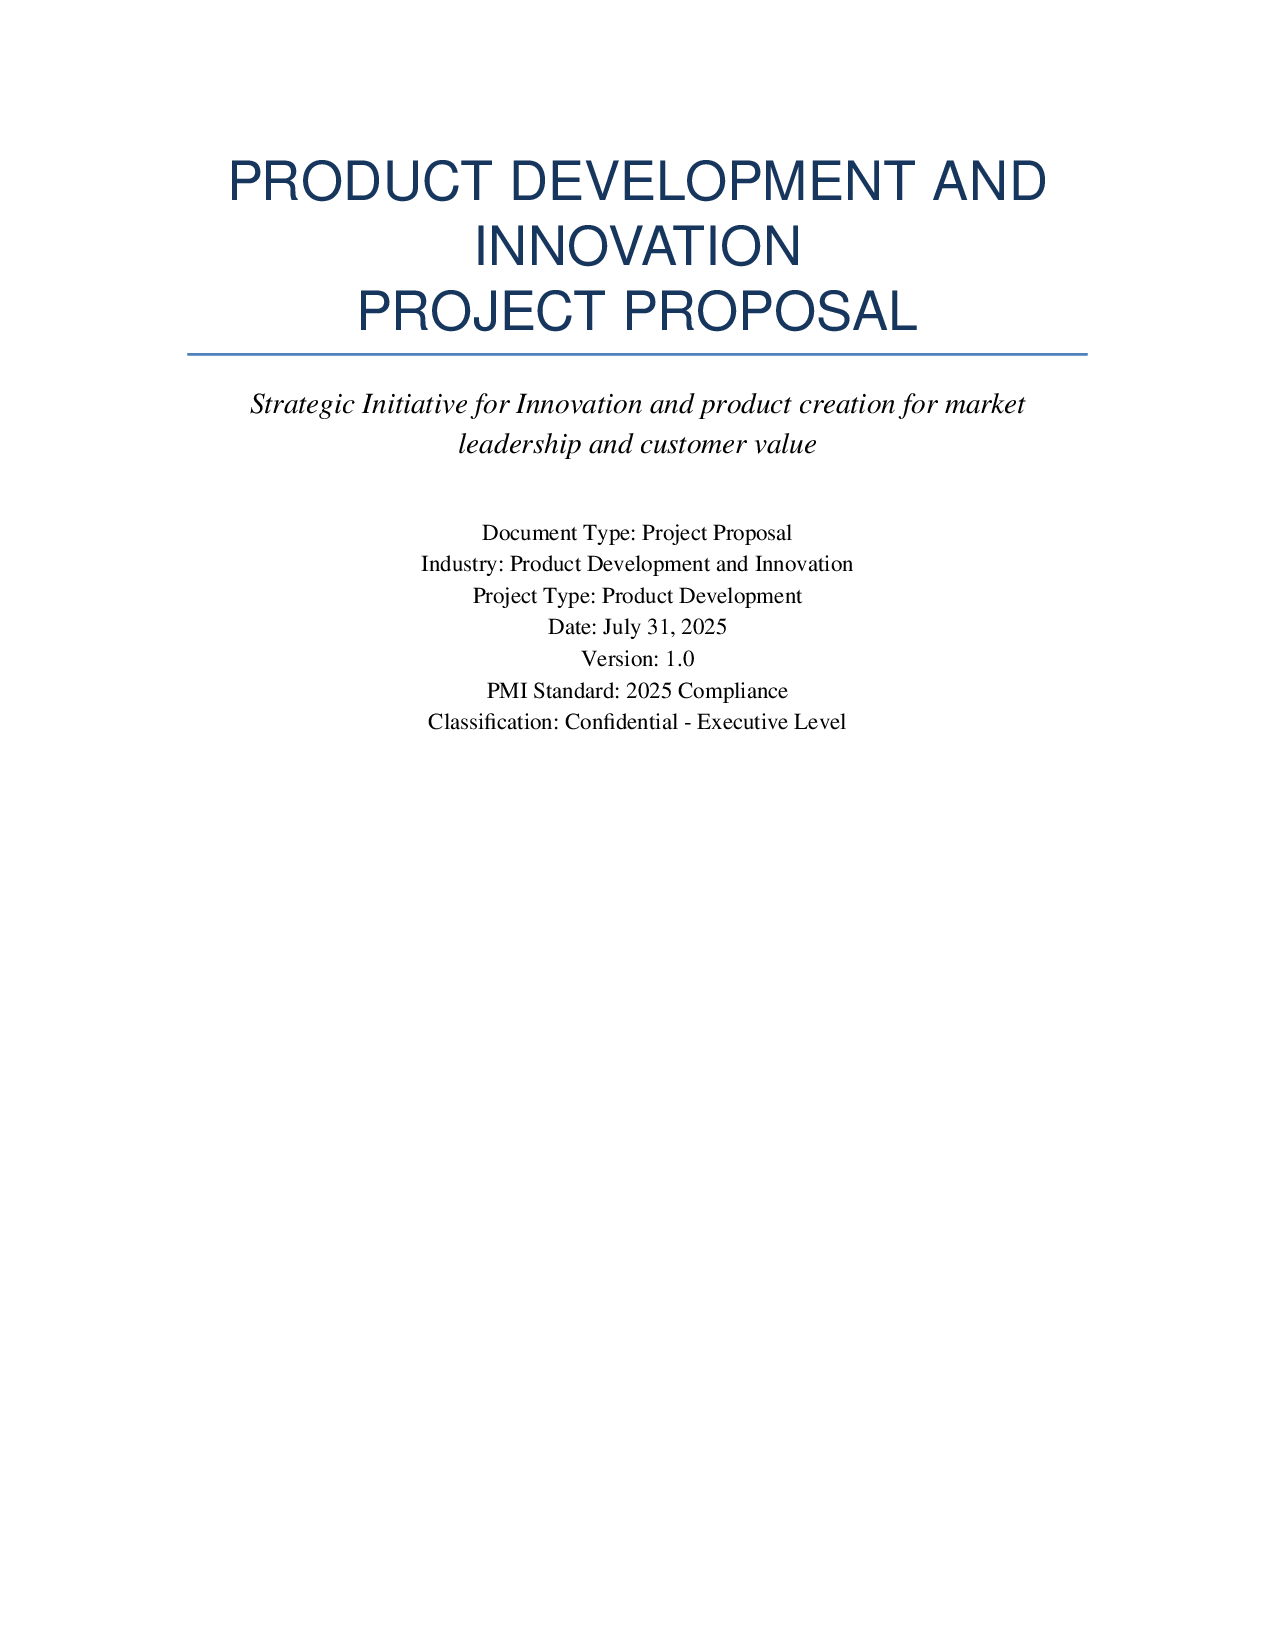 PRODUCT DEVELOPMENT AND
INNOVATION
PROJECT PROPOSAL
Strategic Initiative for Innovation and product creation for market
leadership and customer value
Document Type: Project Proposal
Industry: Product Development and Innovation
Project Type: Product Development
Date: July 31, 2025
Version: 1.0
PMI Standard: 2025 Compliance
Classification: Confidential - Executive Level